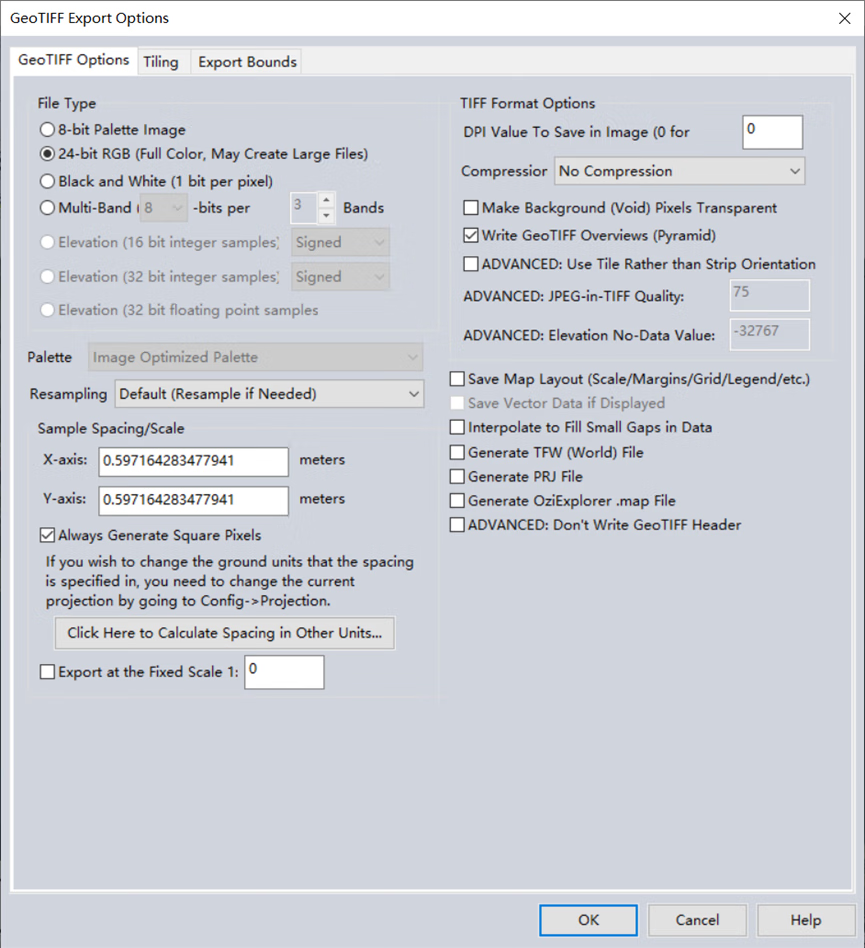 GeoTIFF Export Options
GeoTIFF Options
Tiling
Export Bounds
File Type
8-bit Palette Image
24-bit RGB (Full Color, May Create Large Files)
Black and White (1 bit per pixel)
Multi-Band ( 8 -bits per 3 Bands
Elevation (16 bit integer samples) Signed
Elevation (32 bit integer samples) Signed
Elevation (32 bit floating point samples
Palette Image Optimized Palette
Resampling Default (Resample if Needed)
Sample Spacing/Scale
X-axis: 0.597164283477941 meters
Y-axis: 0.597164283477941 meters
Always Generate Square Pixels
If you wish to change the ground units that the spacing
is specified in, you need to change the current
projection by going to Config->Projection.
Click Here to Calculate Spacing in Other Units...
Export at the Fixed Scale 1: 0
TIFF Format Options
DPI Value To Save in Image (0 for 0
Compressior No Compression
Make Background (Void) Pixels Transparent
Write GeoTIFF Overviews (Pyramid)
ADVANCED: Use Tile Rather than Strip Orientation
ADVANCED: JPEG-in-TIFF Quality: 75
ADVANCED: Elevation No-Data Value: -32767
Save Map Layout (Scale/Margins/Grid/Legend/etc.)
Save Vector Data if Displayed
Interpolate to Fill Small Gaps in Data
Generate TFW (World) File
Generate PRJ File
Generate OziExplorer .map File
ADVANCED: Don't Write GeoTIFF Header
OK
Cancel
Help